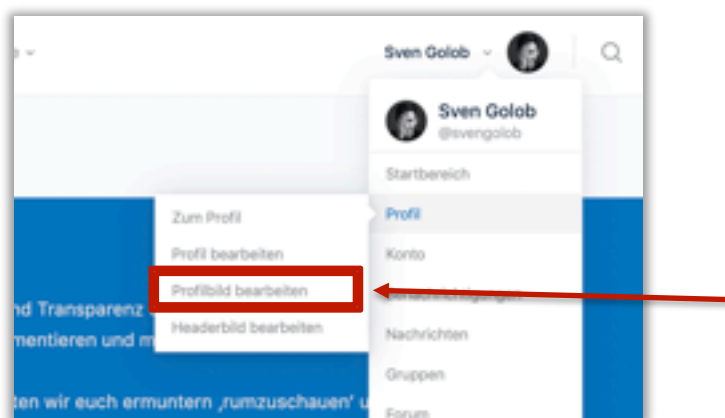 Sven Golob
Sven Golob
@svengolob
Startbereich
Profil
Konto
Benachrichtigungen
Nachrichten
Gruppen
Forum
Zum Profil
Profil bearbeiten
Profilbild bearbeiten
Headerbild bearbeiten
nd Transparenz
mentieren und m
ten wir euch ermuntern ‚rumzuschauen' u